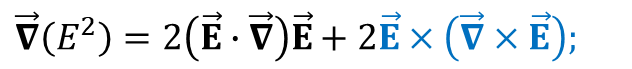 ∇⃗(E²) = 2(E⃗ · ∇⃗)E⃗ + 2E⃗ × (∇⃗ × E⃗);